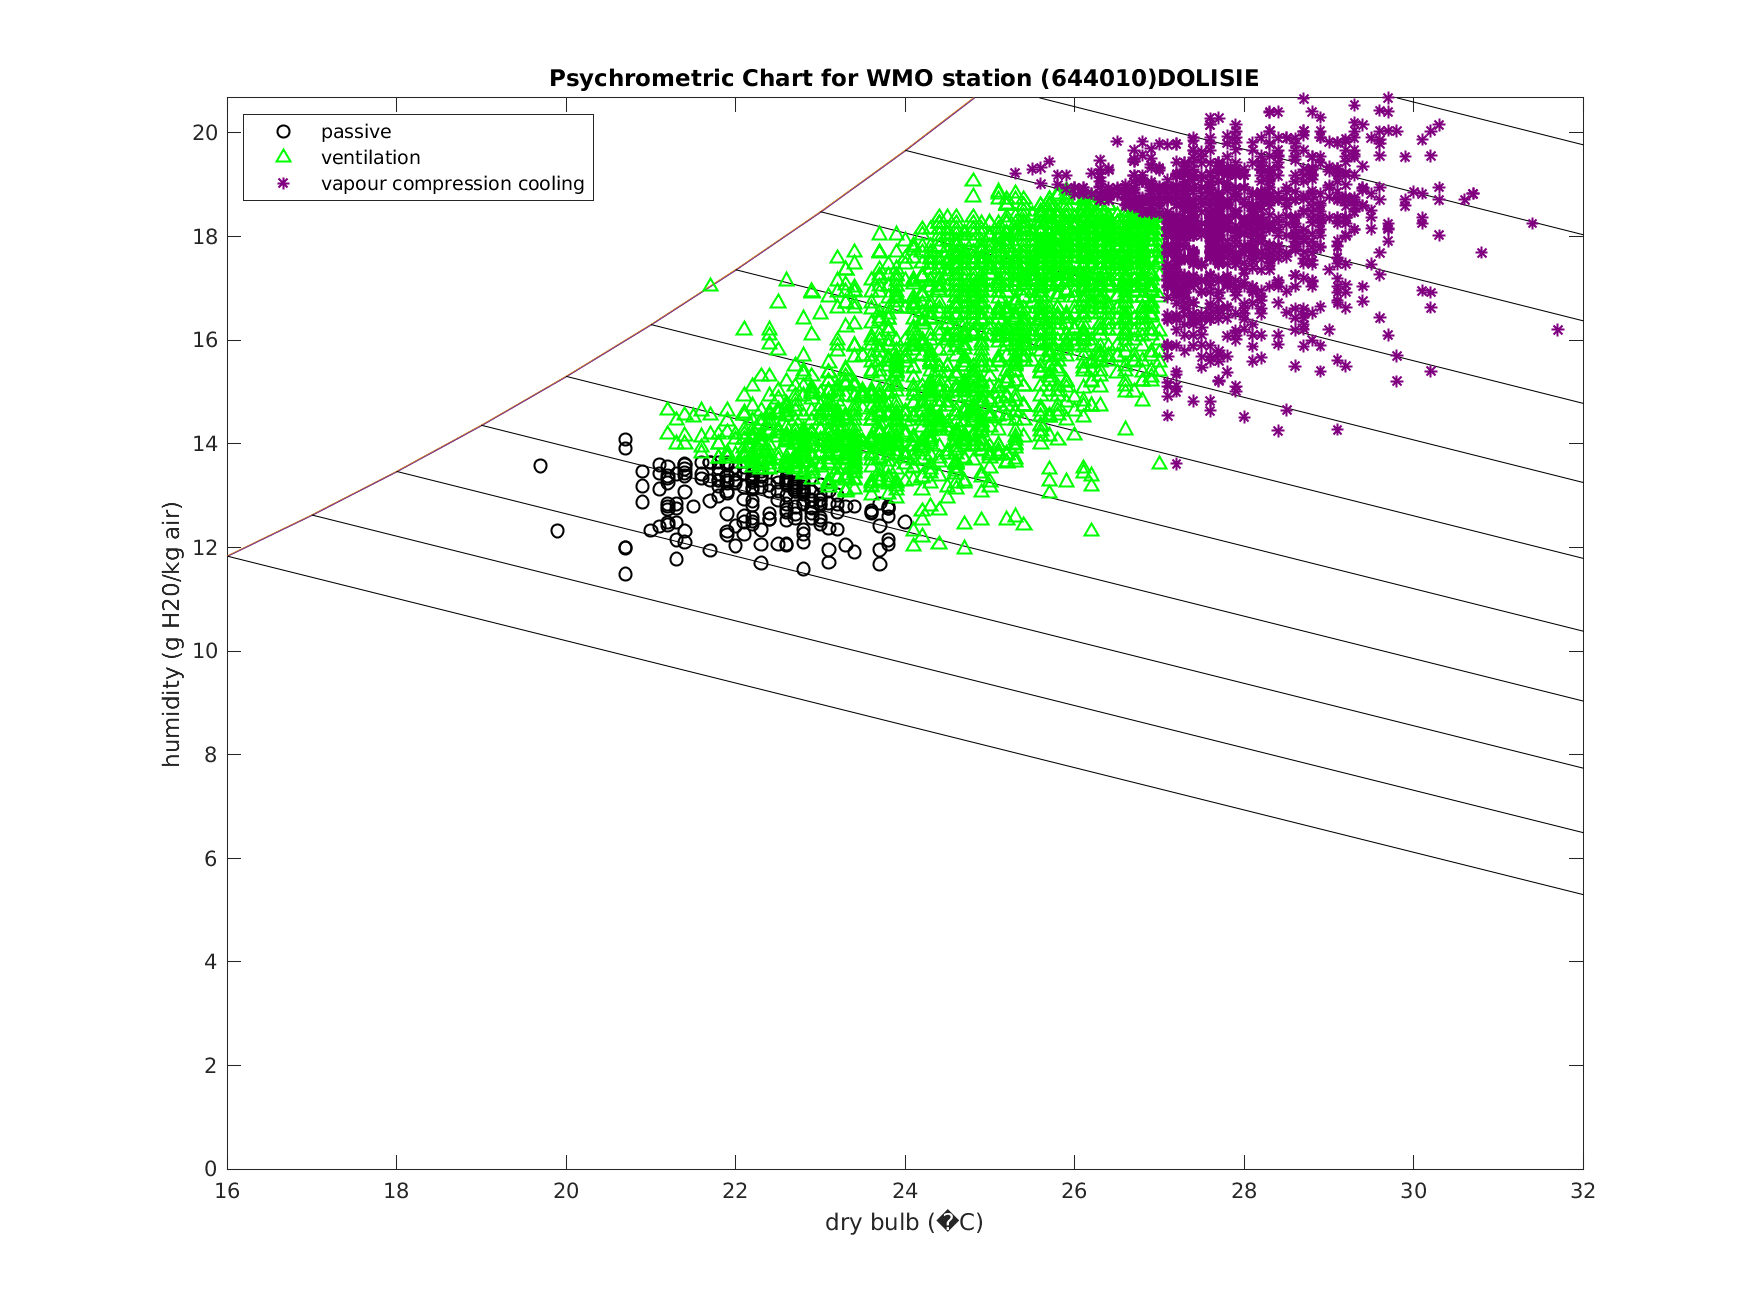 Psychrometric Chart for WMO station (644010)DOLISIE
passive
ventilation
vapour compression cooling
humidity (g H20/kg air)
20
18
16
14
12
10
8
6
4
2
0
16 18 20 22 24 26 28 30 32
dry bulb (�C)